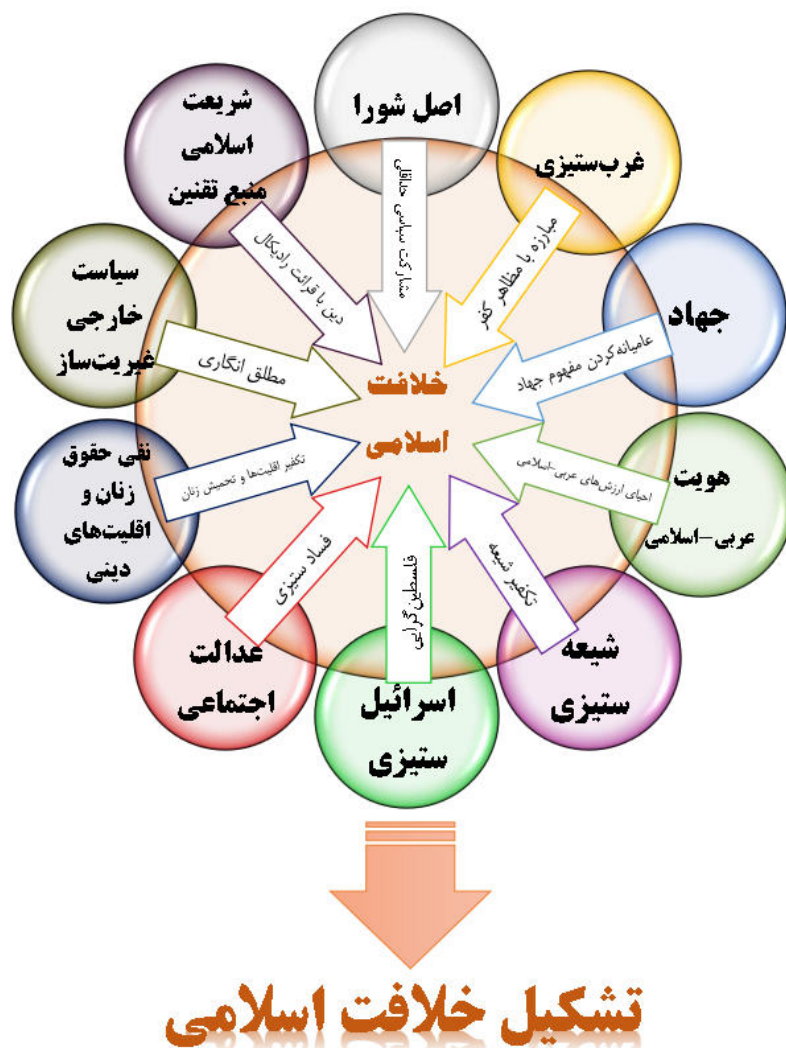 اصل شورا
مشارکت سیاسی حداقلی
غرب‌ستیزی
مبارزه با مظاهر کفر
جهاد
عامیانه‌کردن مفهوم جهاد
هویت
عربی-اسلامی
احیای ارزش‌های عربی-اسلامی
شیعه
ستیزی
تکفیر شیعه
اسرائیل
ستیزی
فلسطین گرایی
عدالت
اجتماعی
فساد ستیزی
نفی حقوق
زنان و
اقلیت‌های
دینی
تکفیر اقلیت‌ها و تحمیش زنان
سیاست
خارجی
غیریت‌ساز
مطلق انگاری
شریعت
اسلامی
منبع تقنین
دین با قرائت رادیکال
خلافت
اسلامی
تشکیل خلافت اسلامی